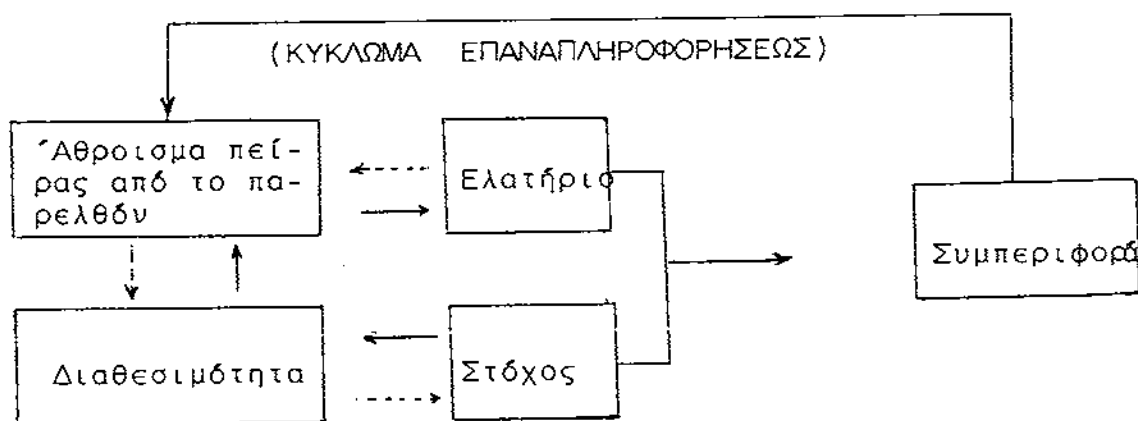 (ΚΥΚΛΩΜΑ ΕΠΑΝΑΠΛΗΡΟΦΟΡΗΣΕΩΣ)
Άθροισμα πεί-
ρας από το πα-
ρελθόν
Ελατήριο
Συμπεριφορά
Διαθεσιμότητα
Στόχος